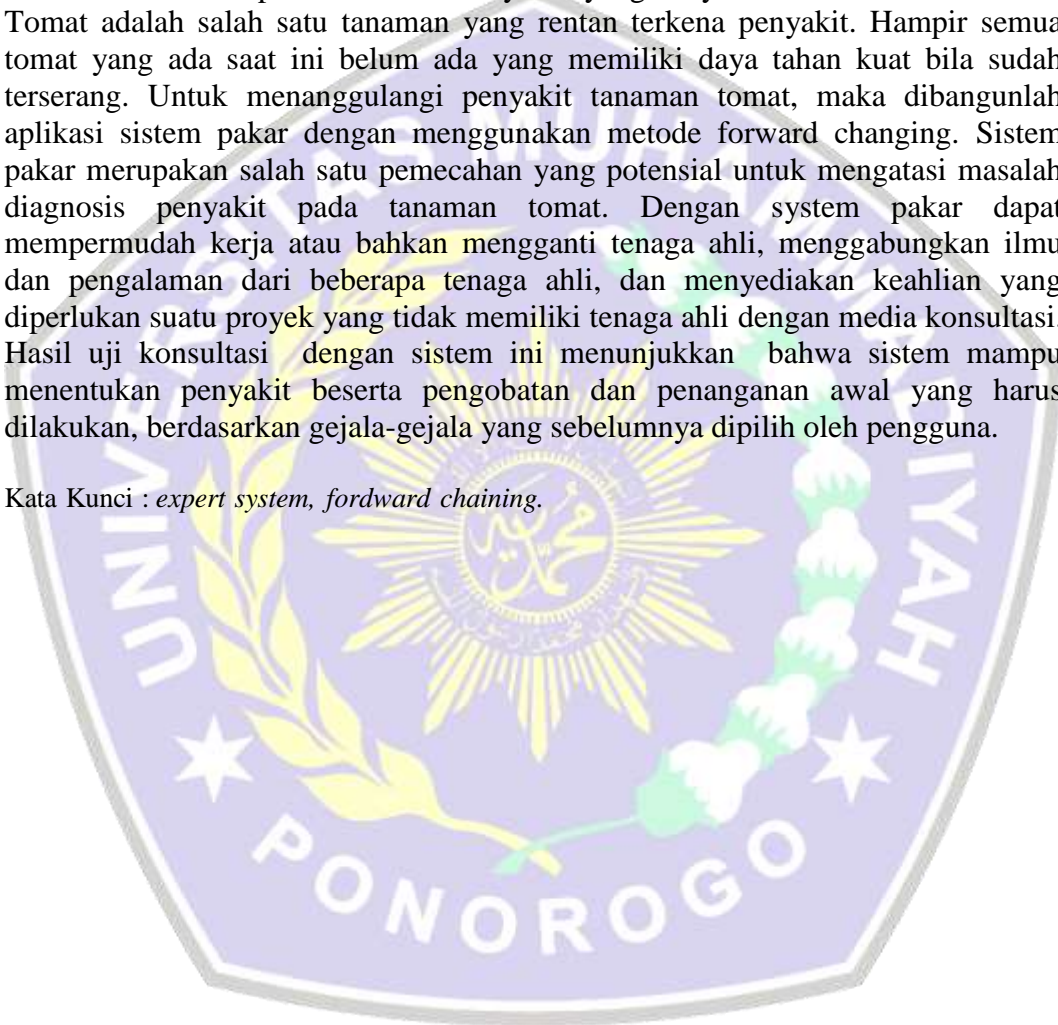 Tomat adalah salah satu tanaman yang rentan terkena penyakit. Hampir semua
tomat yang ada saat ini belum ada yang memiliki daya tahan kuat bila sudah
terserang. Untuk menanggulangi penyakit tanaman tomat, maka dibangunlah
aplikasi sistem pakar dengan menggunakan metode forward changing. Sistem
pakar merupakan salah satu pemecahan yang potensial untuk mengatasi masalah
diagnosis penyakit pada tanaman tomat. Dengan system pakar dapat
mempermudah kerja atau bahkan mengganti tenaga ahli, menggabungkan ilmu
dan pengalaman dari beberapa tenaga ahli, dan menyediakan keahlian yang
diperlukan suatu proyek yang tidak memiliki tenaga ahli dengan media konsultasi.
Hasil uji konsultasi dengan sistem ini menunjukkan bahwa sistem mampu
menentukan penyakit beserta pengobatan dan penanganan awal yang harus
dilakukan, berdasarkan gejala-gejala yang sebelumnya dipilih oleh pengguna.
Kata Kunci : expert system, fordward chaining.
UNIVERSITAS MUHAMMADIYAH
محمدية
PONOROGO